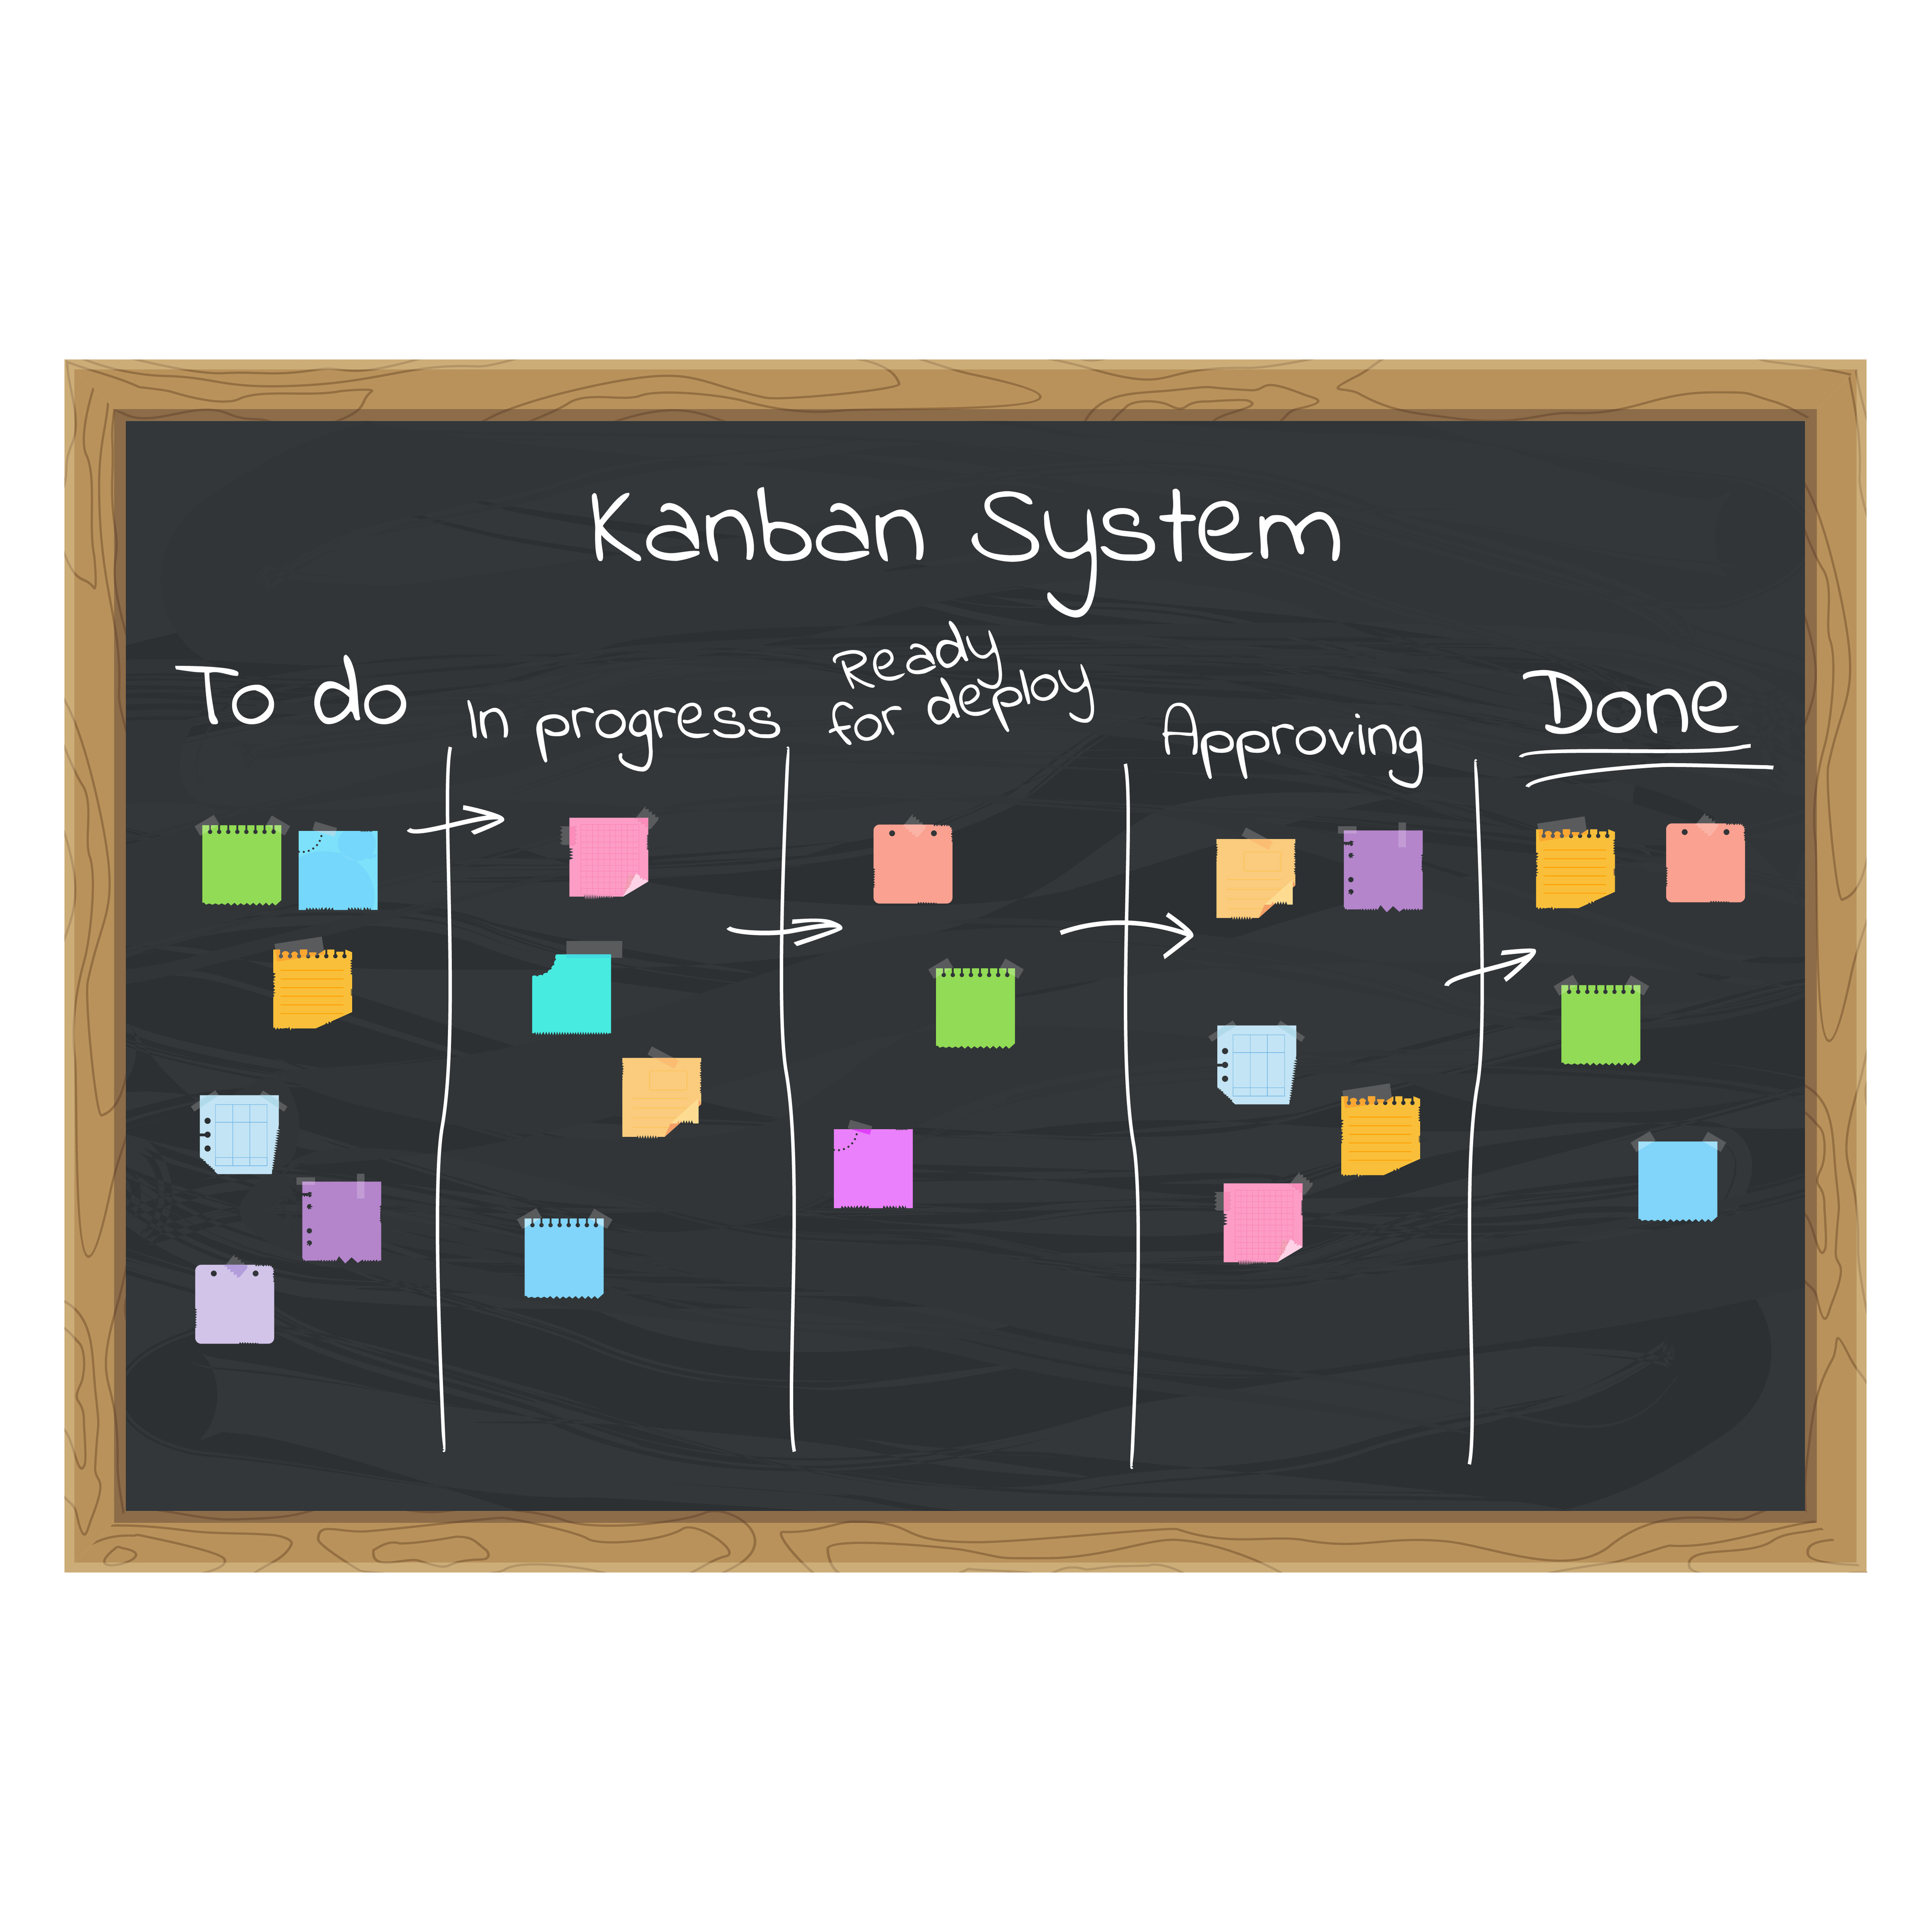 Kanban System
To do
In progress
Ready
for deploy
Approving
Done